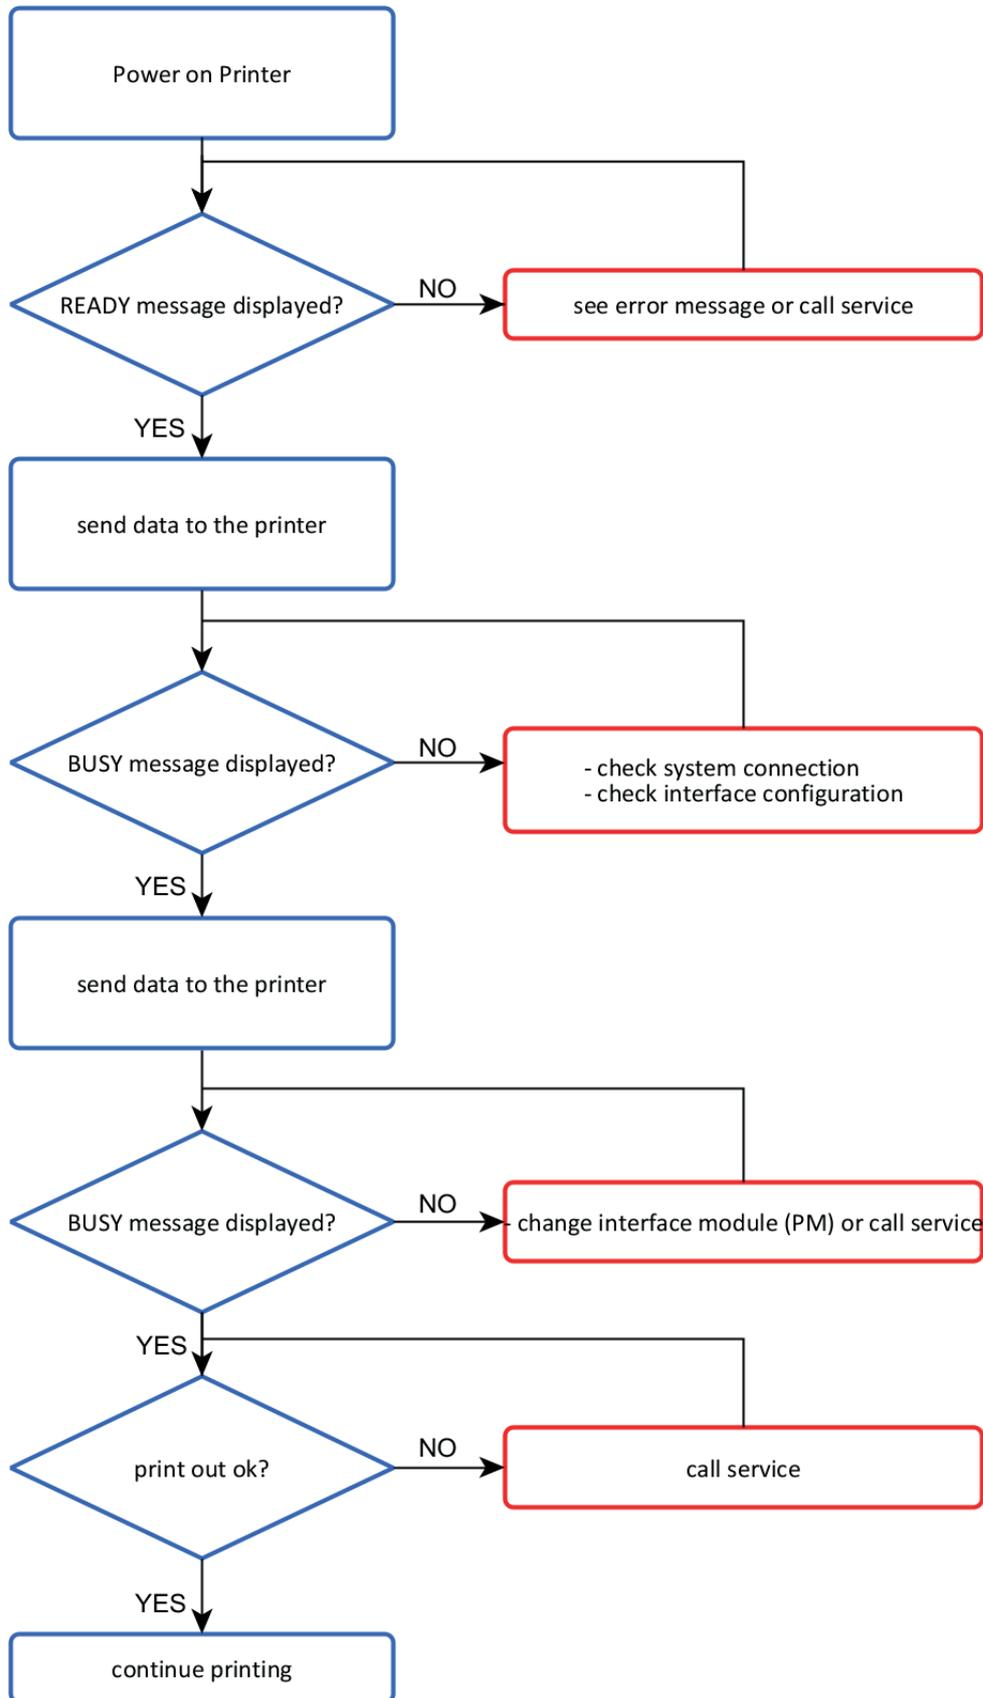 Power on Printer
READY message displayed?
NO
see error message or call service
YES
send data to the printer
BUSY message displayed?
NO
- check system connection
- check interface configuration
YES
send data to the printer
BUSY message displayed?
NO
- change interface module (PM) or call service
YES
print out ok?
NO
call service
YES
continue printing